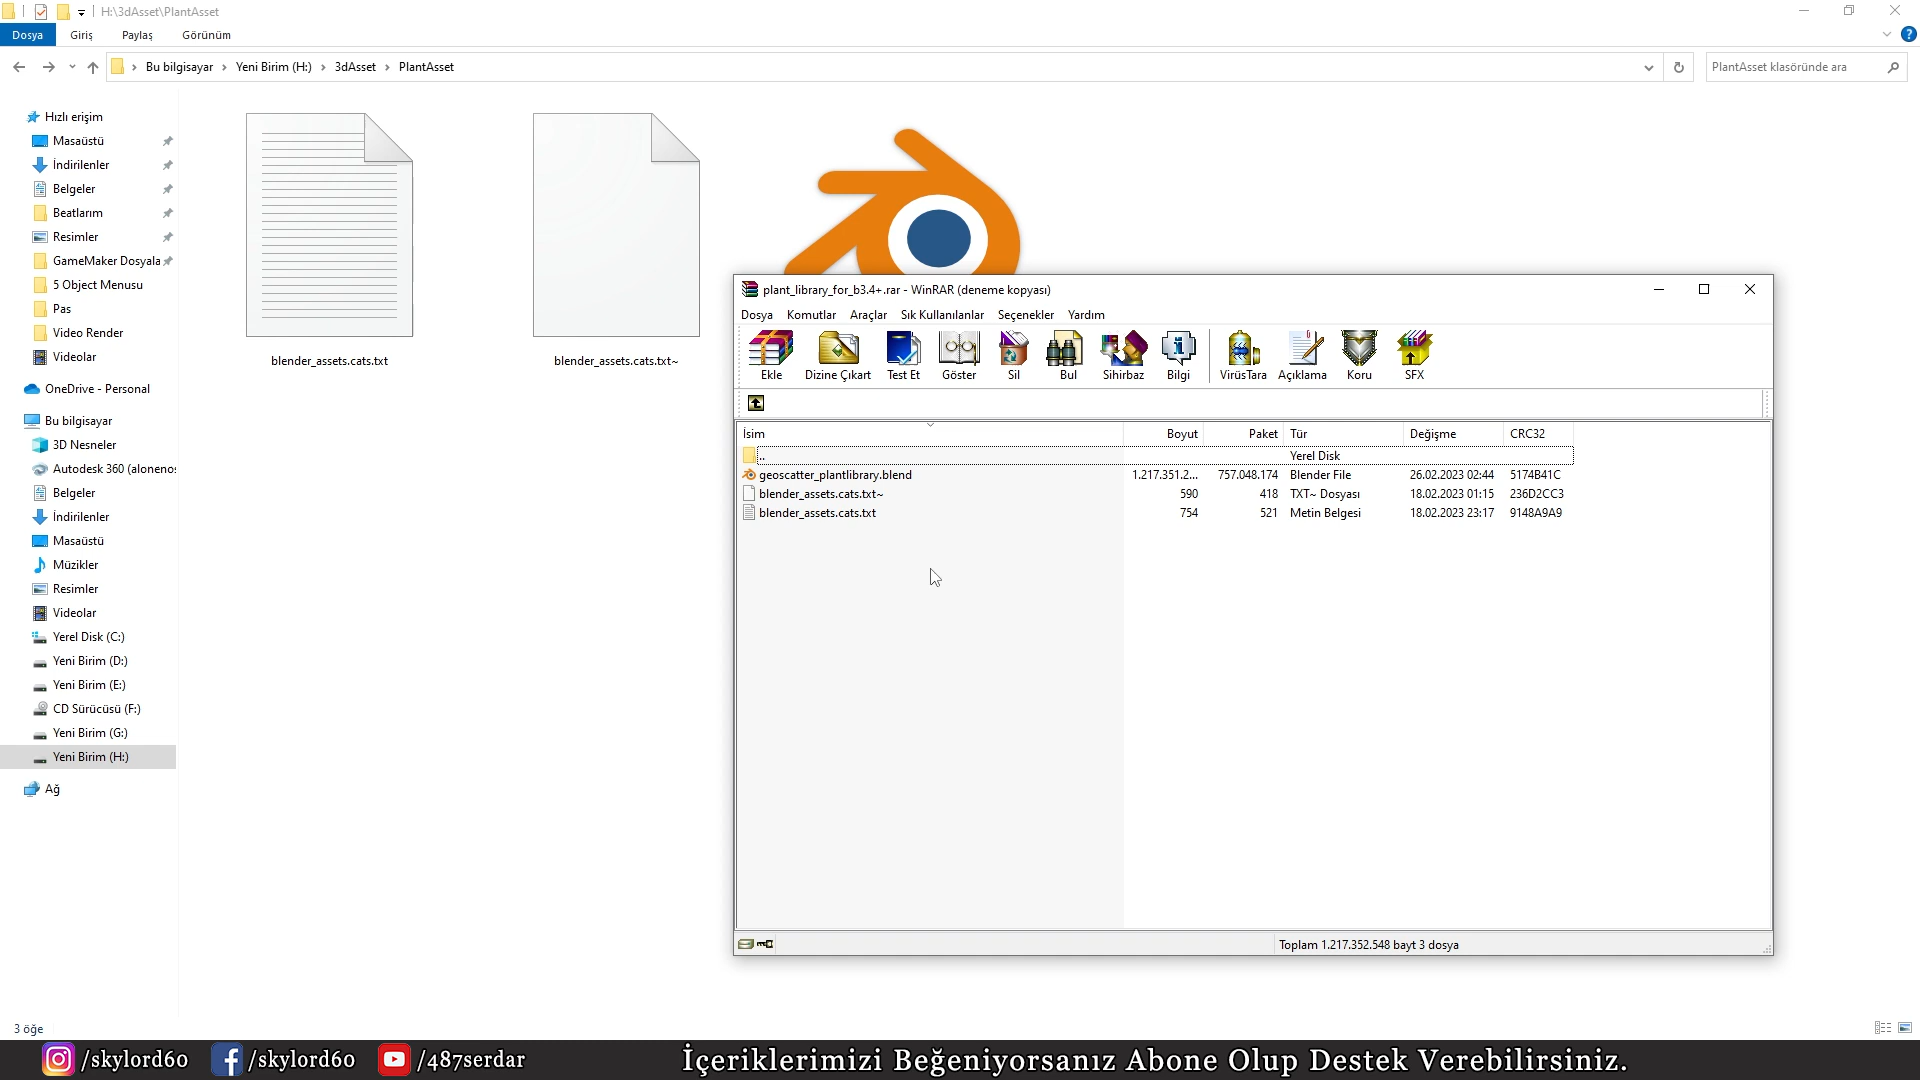 H:\3dAsset\PlantAsset
Dosya Giriş Paylaş Görünüm
Bu bilgisayar Yeni Birim (H:) 3dAsset PlantAsset
PlantAsset klasöründe ara
Hızlı erişim
Masaüstü
İndirilenler
Belgeler
Beatlarım
Resimler
GameMaker Dosyala
5 Object Menusu
Pas
Video Render
Videolar
OneDrive - Personal
Bu bilgisayar
3D Nesneler
Autodesk 360 (alonenos
Belgeler
İndirilenler
Masaüstü
Müzikler
Resimler
Videolar
Yerel Disk (C:)
Yeni Birim (D:)
Yeni Birim (E:)
CD Sürücüsü (F:)
Yeni Birim (G:)
Yeni Birim (H:)
Ağ
blender_assets.cats.txt
blender_assets.cats.txt~
plant_library_for_b3.4+.rar - WinRAR (deneme kopyası)
Dosya Komutlar Araçlar Sık Kullanılanlar Seçenekler Yardım
Ekle Dizine Çıkart Test Et Göster Sil Bul Sihirbaz Bilgi VirüsTara Açıklama Koru SFX
İsim Boyut Paket Tür Değişme CRC32
.. Yerel Disk
geoscatter_plantlibrary.blend 1.217.351.2... 757.048.174 Blender File 26.02.2023 02:44 5174B41C
blender_assets.cats.txt~ 590 418 TXT~ Dosyası 18.02.2023 01:15 236D2CC3
blender_assets.cats.txt 754 521 Metin Belgesi 18.02.2023 23:17 9148A9A9
Toplam 1.217.352.548 bayt 3 dosya
3 öğe
/skylord60 /skylord60 /487serdar İçeriklerimizi Beğeniyorsanız Abone Olup Destek Verebilirsiniz.